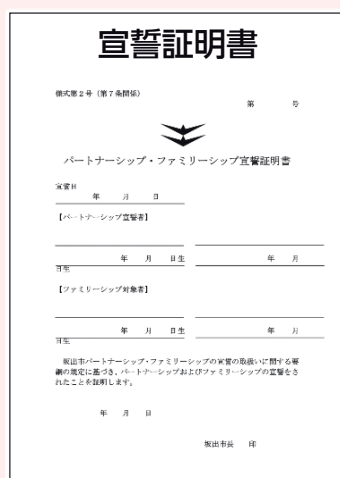 宣誓証明書
様式第2号（第7条関係）
第　　　号
パートナーシップ・ファミリーシップ宣誓証明書
宣誓日
年　月　日
【パートナーシップ宣誓者】
年　月　日生　　年　月
日生
【ファミリーシップ対象者】
年　月　日生　　年　月
日生
坂出市パートナーシップ・ファミリーシップの宣誓の取扱いに関する要
綱の規定に基づき、パートナーシップおよびファミリーシップの宣誓をさ
れたことを証明します。
年　月　日
坂出市長　印